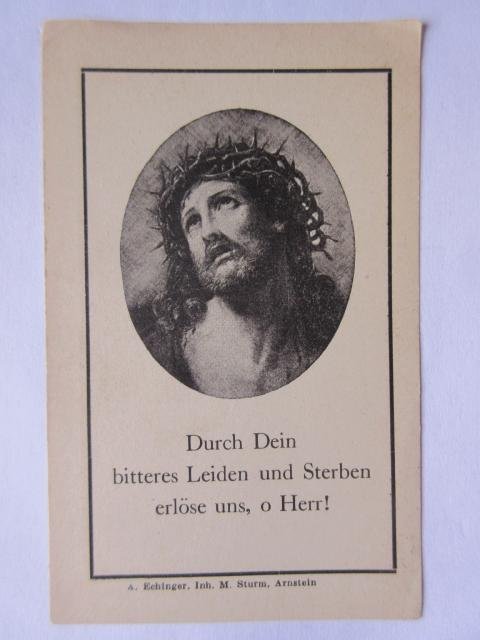 Durch Dein
bitteres Leiden und Sterben
erlöse uns, o Herr!
A. Echinger, Inh. M. Sturm, Arnstein